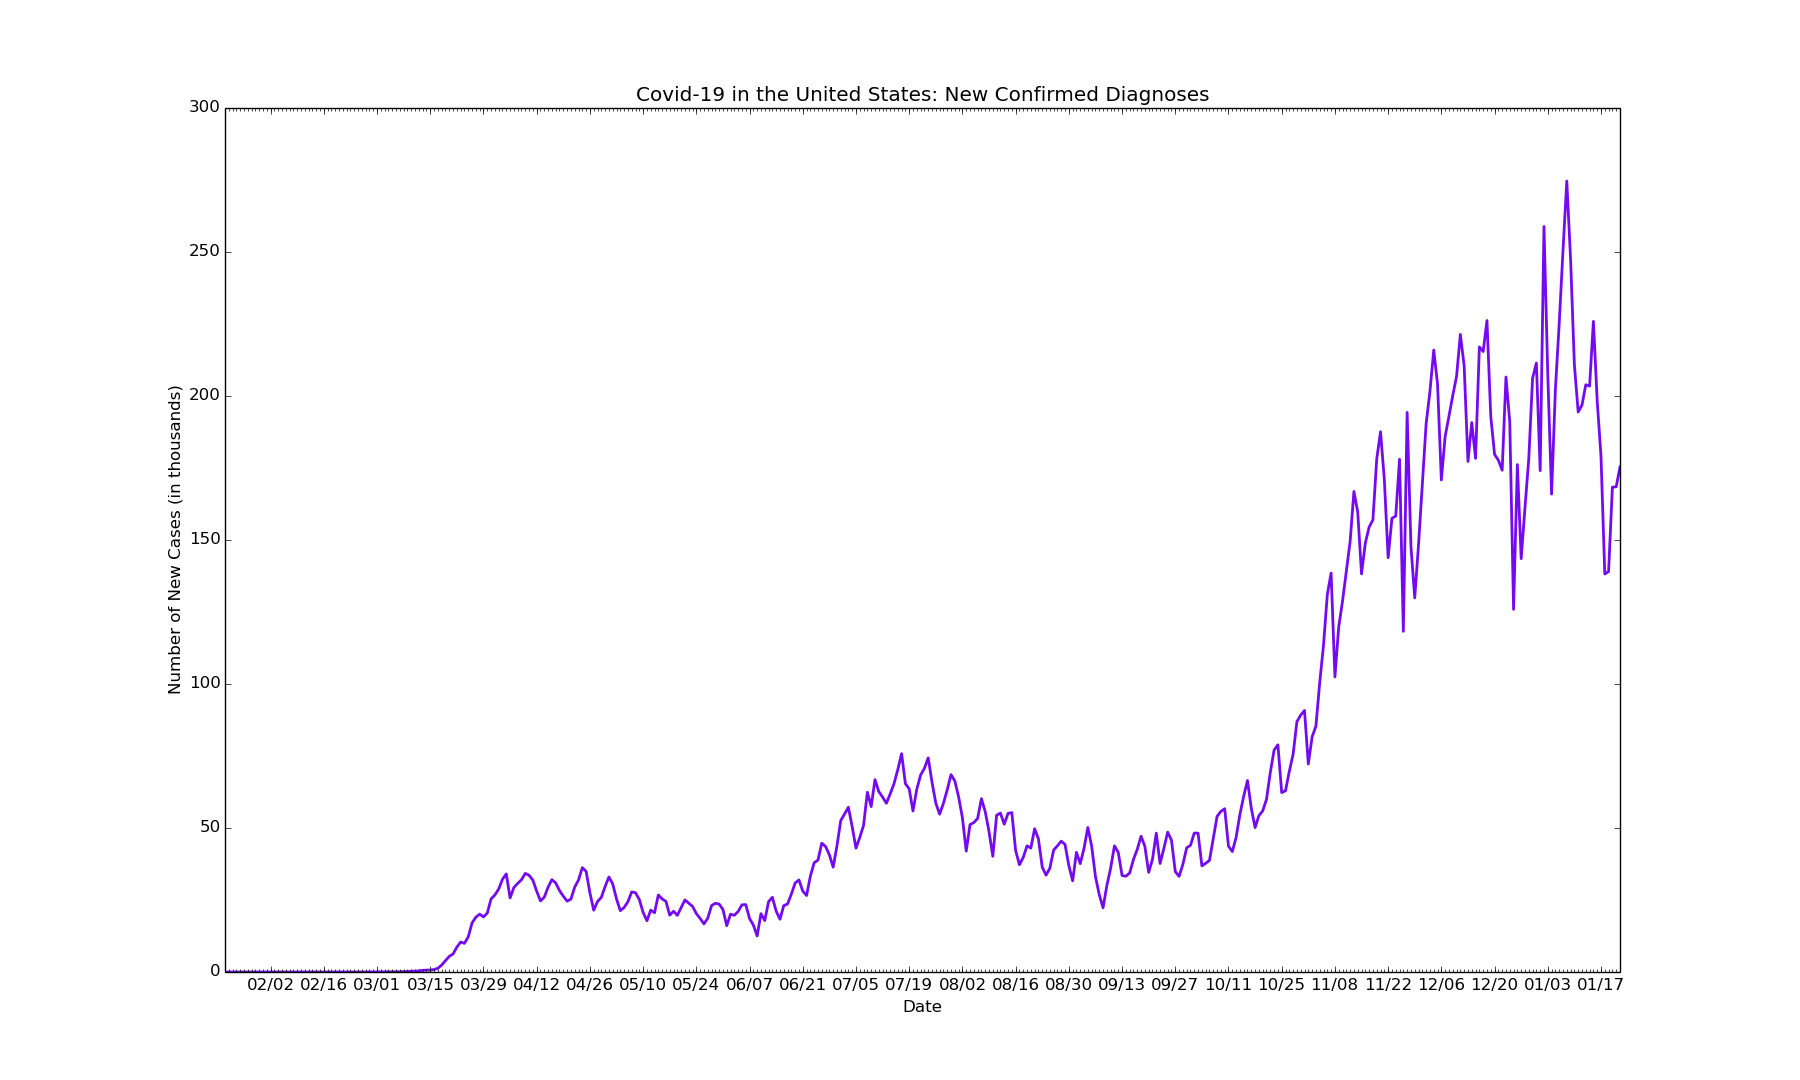 Covid-19 in the United States: New Confirmed Diagnoses
300
250
200
150
100
50
0
Number of New Cases (in thousands)
02/02 02/16 03/01 03/15 03/29 04/12 04/26 05/10 05/24 06/07 06/21 07/05 07/19 08/02 08/16 08/30 09/13 09/27 10/11 10/25 11/08 11/22 12/06 12/20 01/03 01/17
Date